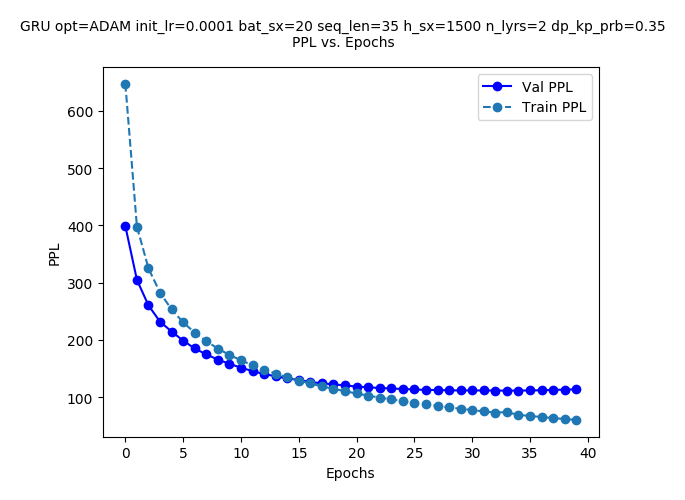 GRU opt=ADAM init_lr=0.0001 bat_sx=20 seq_len=35 h_sx=1500 n_lyrs=2 dp_kp_prb=0.35
PPL vs. Epochs
Val PPL
Train PPL
600
500
400
300
200
100
PPL
0 5 10 15 20 25 30 35 40
Epochs